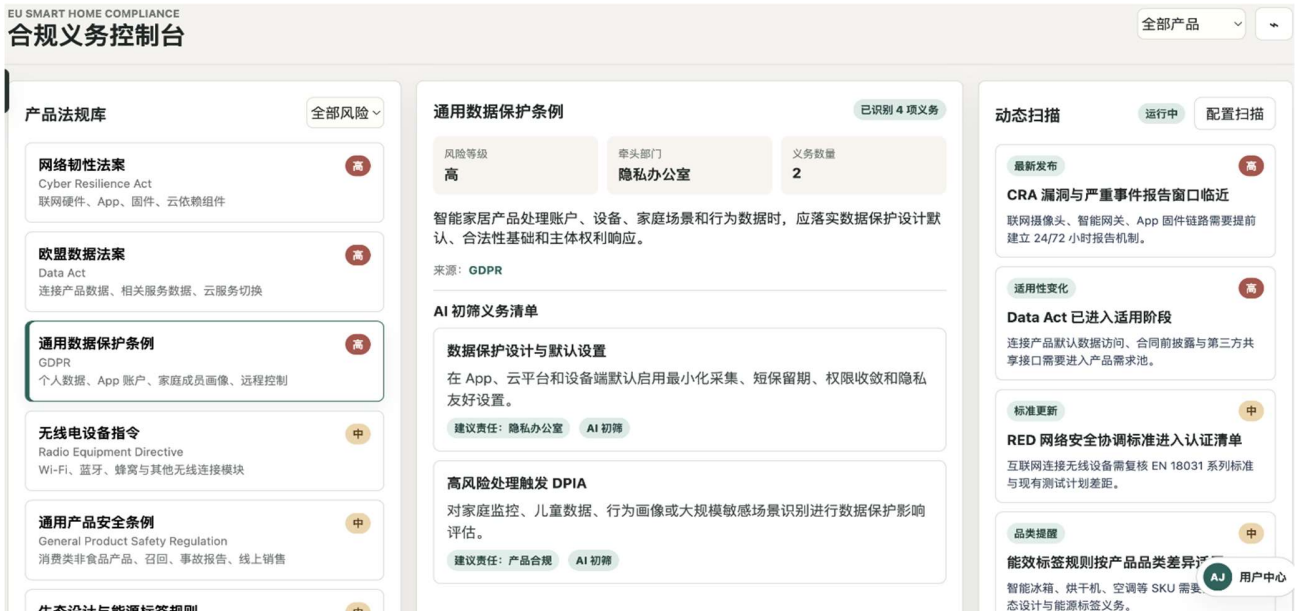 EU SMART HOME COMPLIANCE
合规义务控制台
全部产品
产品法规库
全部风险
网络韧性法案
高
Cyber Resilience Act
联网硬件、App、固件、云依赖组件
欧盟数据法案
高
Data Act
连接产品数据、相关服务数据、云服务切换
通用数据保护条例
高
GDPR
个人数据、App 账户、家庭成员画像、远程控制
无线电设备指令
中
Radio Equipment Directive
Wi-Fi、蓝牙、蜂窝与其他无线连接模块
通用产品安全条例
中
General Product Safety Regulation
消费类非食品产品、召回、事故报告、线上销售
生态设计与能源标签规则
中
通用数据保护条例
已识别 4 项义务
风险等级
高
牵头部门
隐私办公室
义务数量
2
智能家居产品处理账户、设备、家庭场景和行为数据时，应落实数据保护设计默
认、合法性基础和主体权利响应。
来源：GDPR
AI 初筛义务清单
数据保护设计与默认设置
在 App、云平台和设备端默认启用最小化采集、短保留期、权限收敛和隐私
友好设置。
建议责任：隐私办公室
AI 初筛
高风险处理触发 DPIA
对家庭监控、儿童数据、行为画像或大规模敏感场景识别进行数据保护影响
评估。
建议责任：产品合规
AI 初筛
动态扫描
运行中
配置扫描
最新发布
高
CRA 漏洞与严重事件报告窗口临近
联网摄像头、智能网关、App 固件链路需要提前
建立 24/72 小时报告机制。
适用性变化
高
Data Act 已进入适用阶段
连接产品默认数据访问、合同前披露与第三方共
享接口需要进入产品需求池。
标准更新
中
RED 网络安全协调标准进入认证清单
互联网连接无线设备需复核 EN 18031 系列标准
与现有测试计划差距。
品类提醒
中
能效标签规则按产品品类差异
智能冰箱、烘干机、空调等 SKU 需要
态设计与能源标签义务。
AJ
用户中心